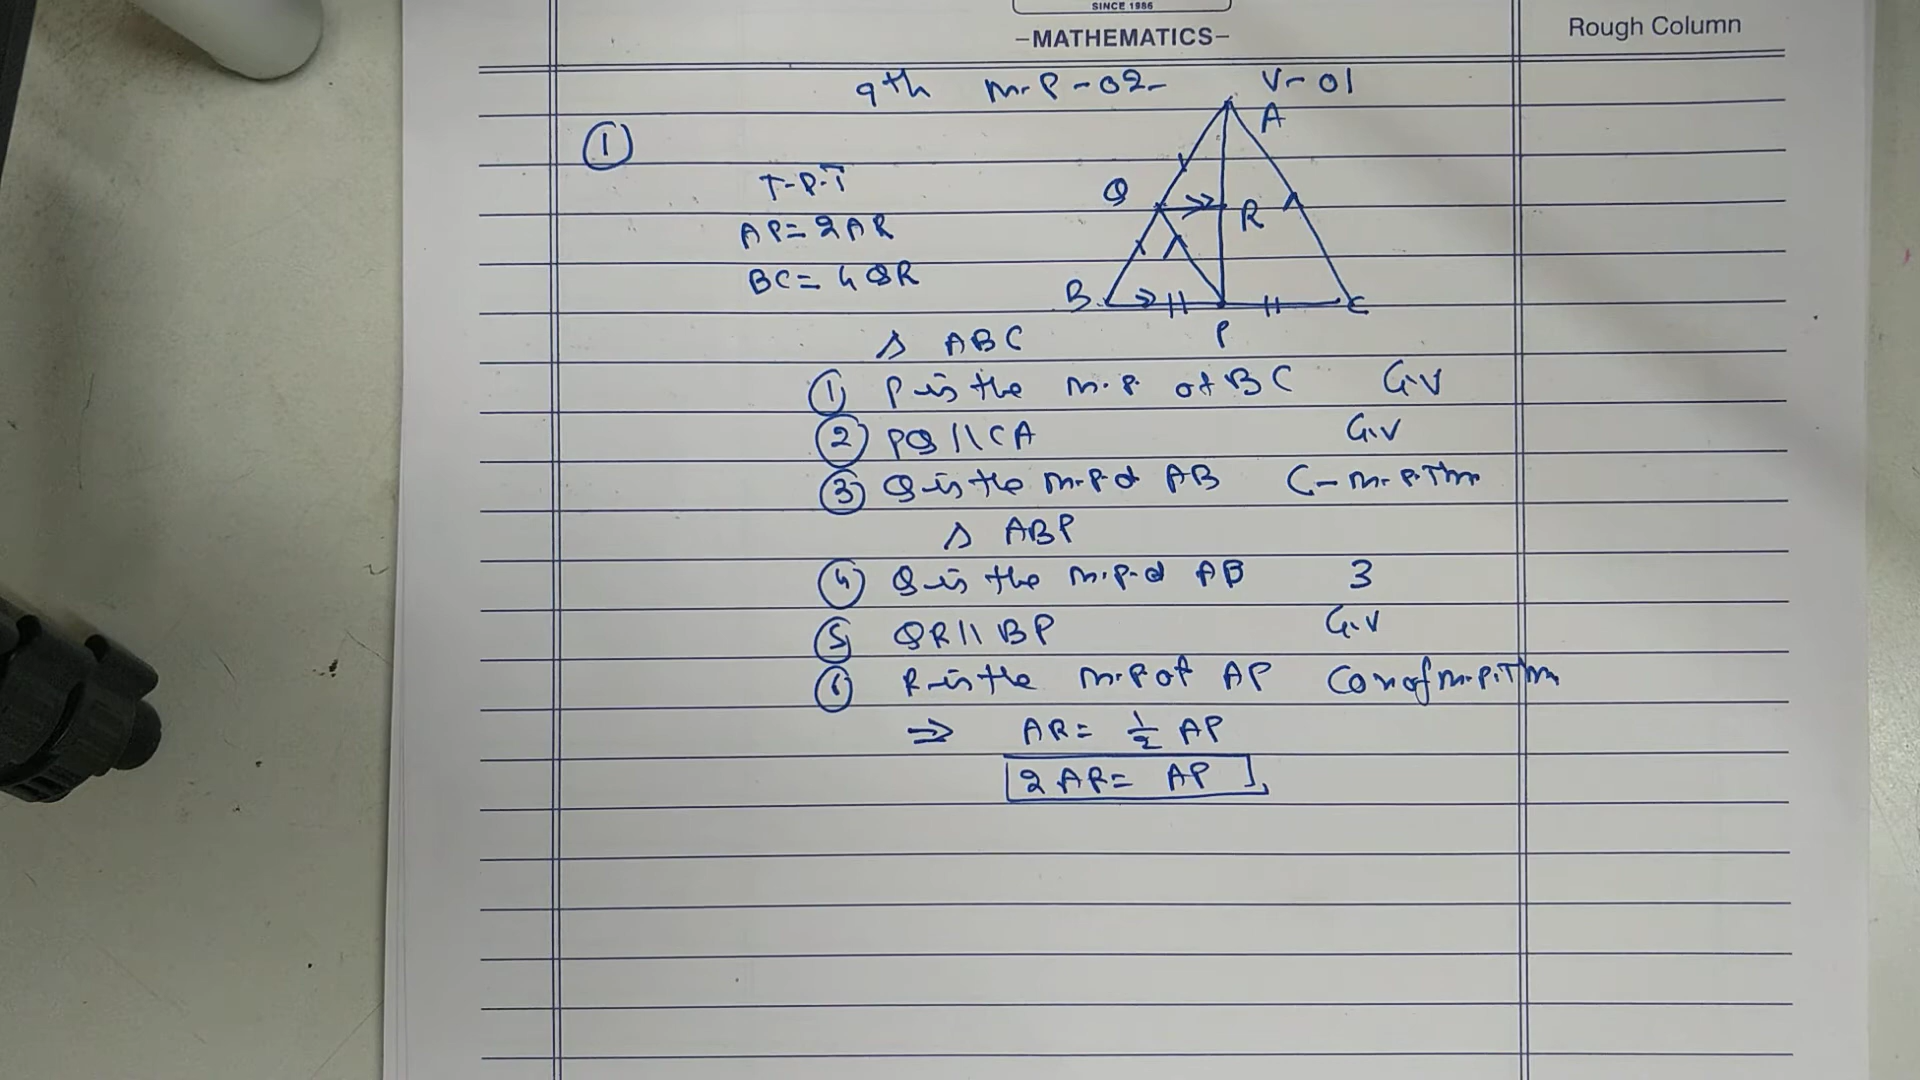 SINCE 1986
-MATHEMATICS-
Rough Column
9th M.P-02- V-01
①
T-P.T
AP=2AR
BC=4QR
A
Q
R
B
P
C
Δ ABC
① P is the m.p. of BC G.V
② PQ || CA G.V
③ Q is the m.p.of AB C-m.p.Thm
Δ ABP
④ Q is the m.p.of AB 3
⑤ QR || BP G.V
⑥ R is the m.p of AP Con of m.p.Thm
⇒ AR = 1/2 AP
2AR = AP